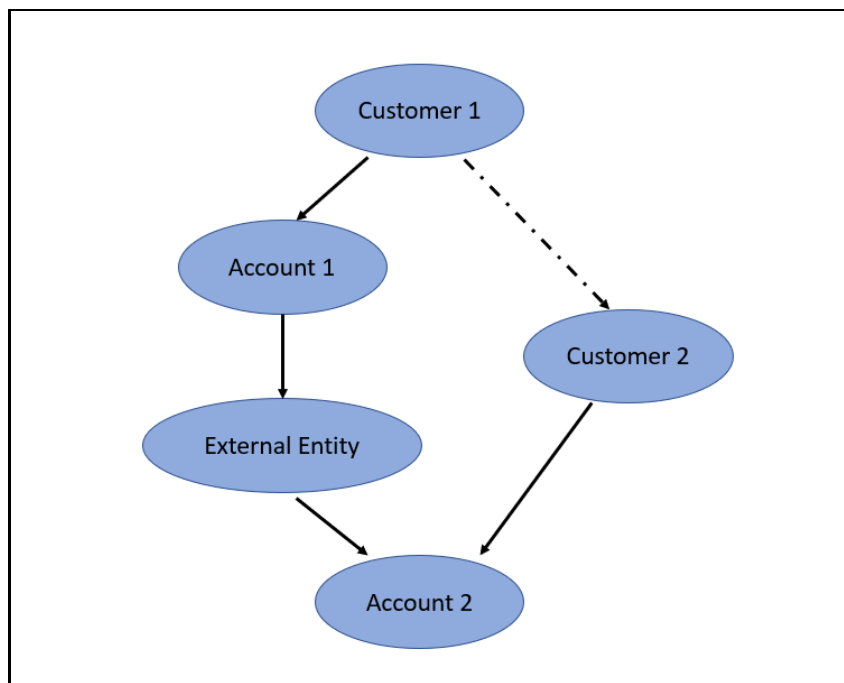 Customer 1
Account 1
Customer 2
External Entity
Account 2